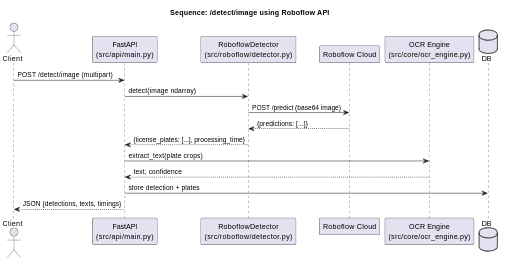 Sequence: /detect/image using Roboflow API
Client
FastAPI
(src/api/main.py)
RoboflowDetector
(src/roboflow/detector.py)
Roboflow Cloud
OCR Engine
(src/core/ocr_engine.py)
DB
POST /detect/image (multipart)
detect(image ndarray)
POST /predict (base64 image)
{predictions: [...]}
{license_plates: [...], processing_time}
extract_text(plate crops)
text, confidence
store detection + plates
JSON (detections, texts, timings)
Client
FastAPI
(src/api/main.py)
RoboflowDetector
(src/roboflow/detector.py)
Roboflow Cloud
OCR Engine
(src/core/ocr_engine.py)
DB